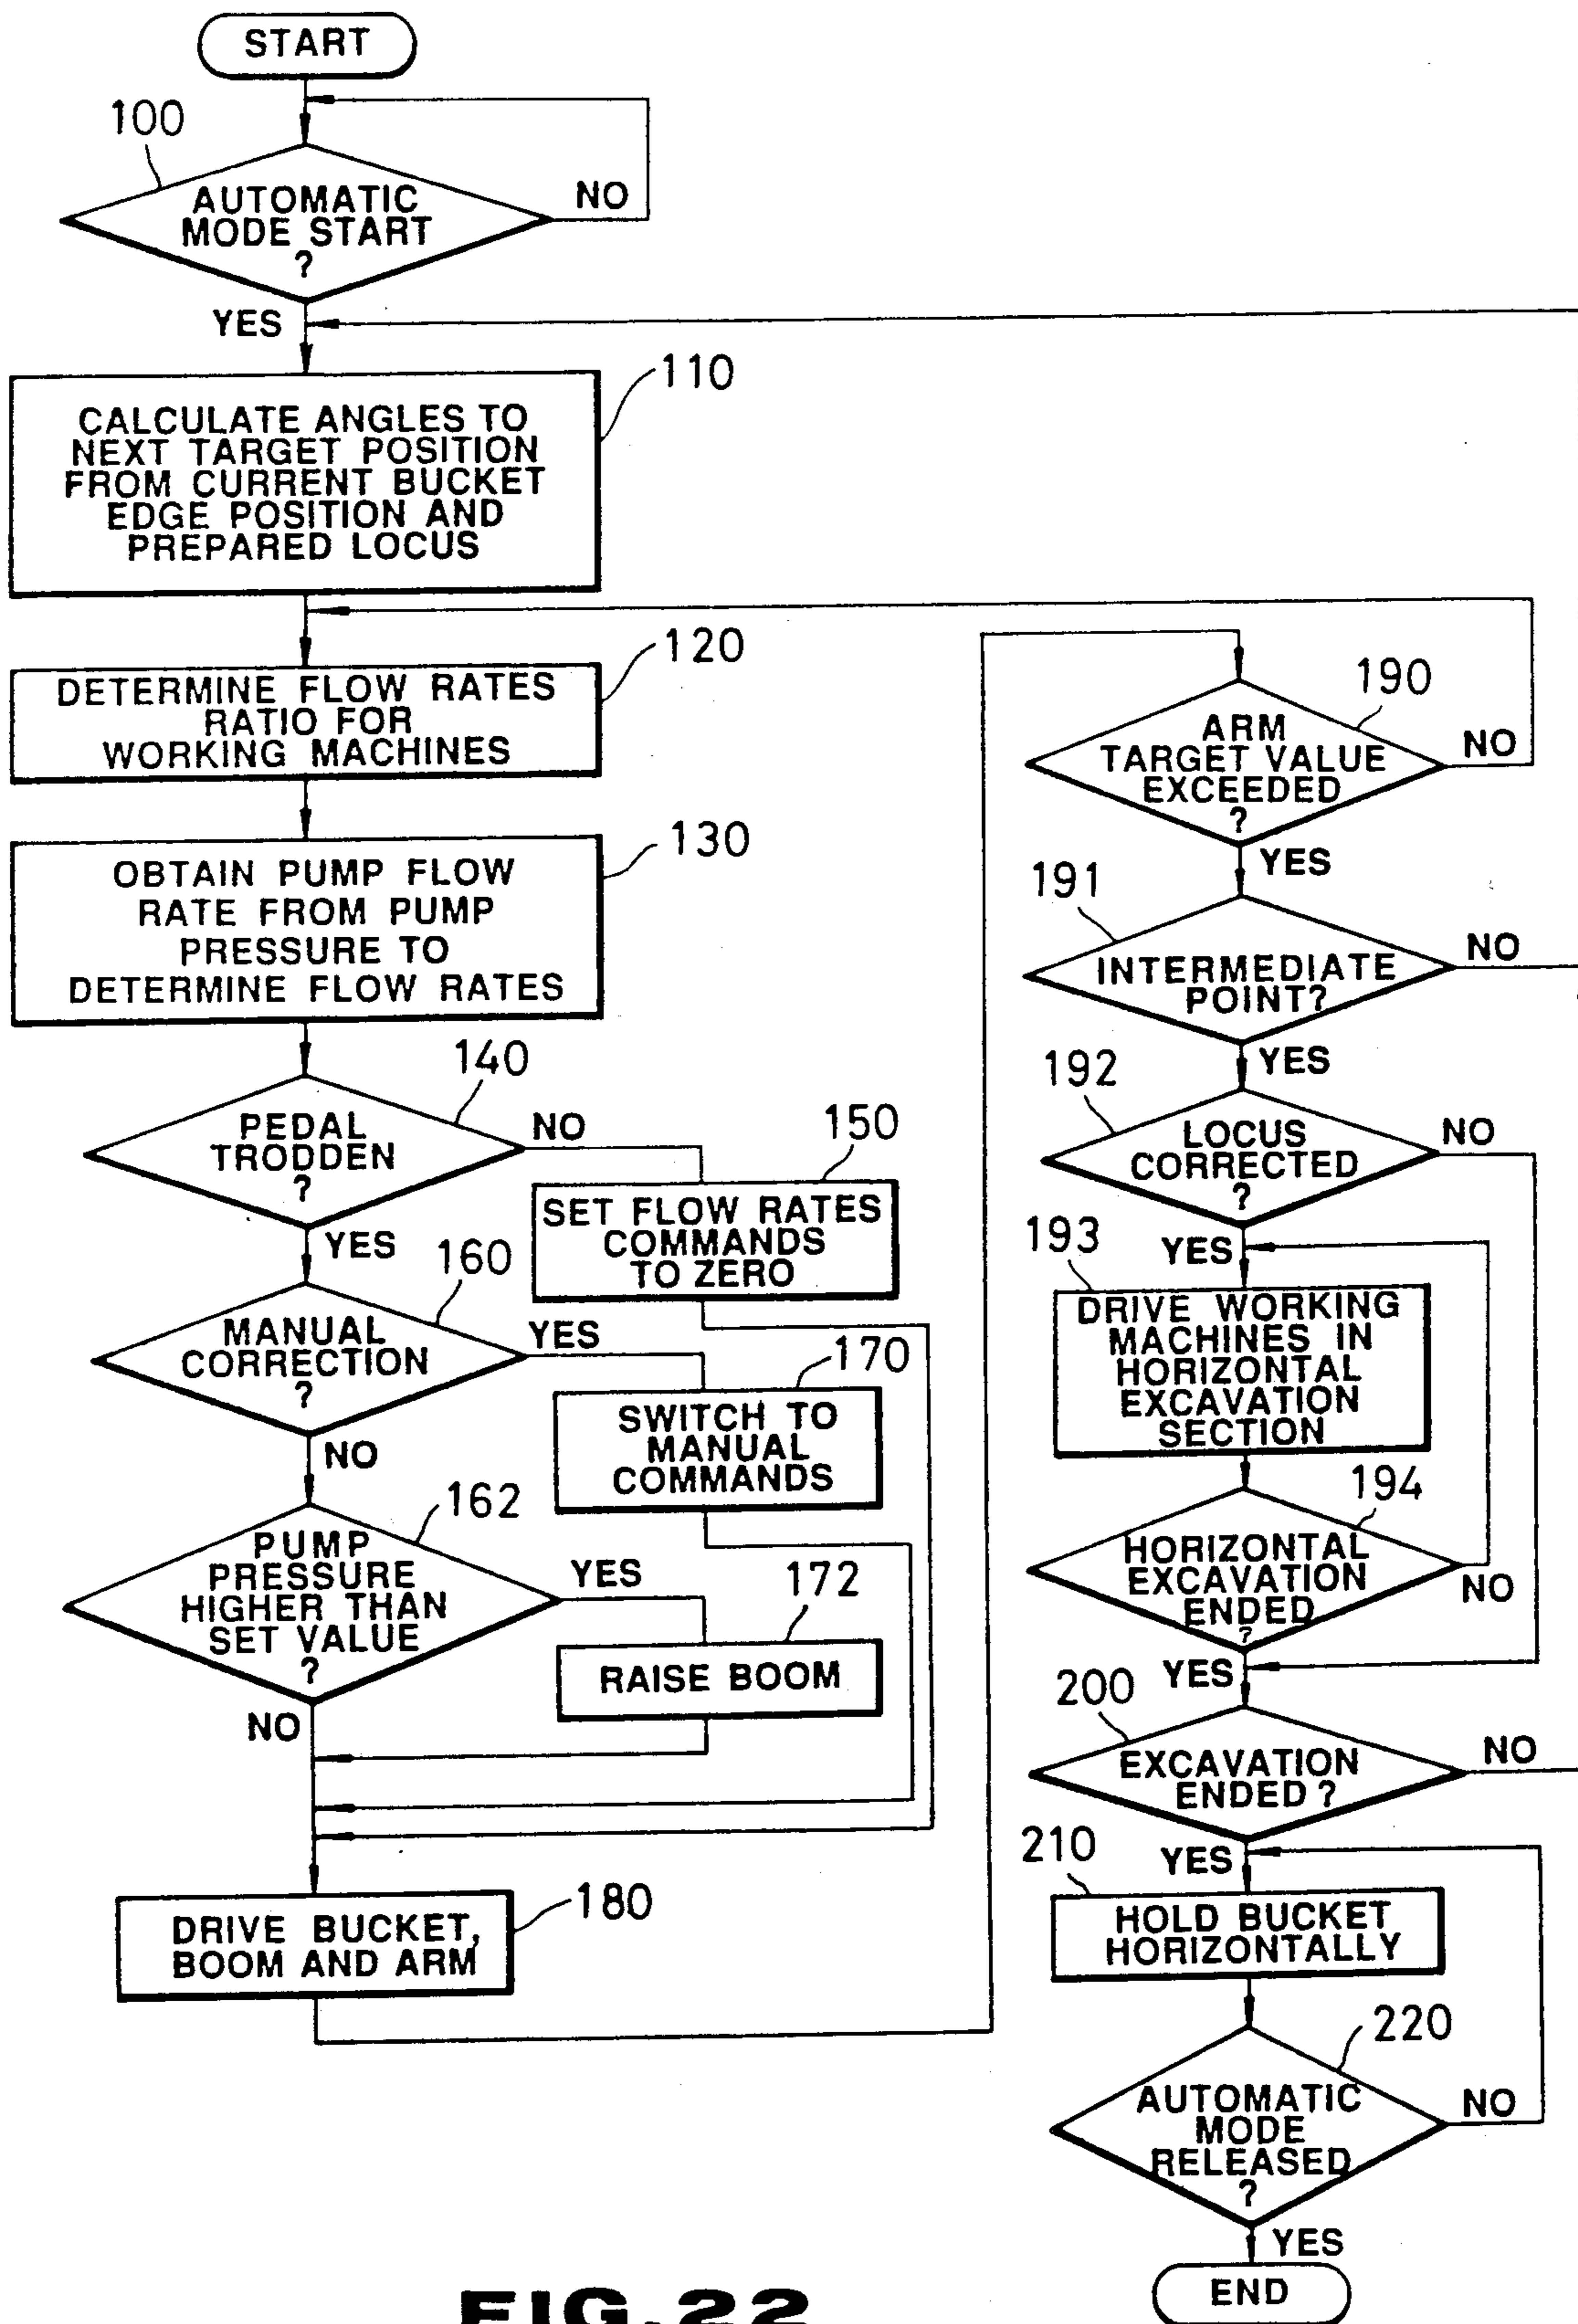 START
100
AUTOMATIC
MODE START
?
NO
YES
110
CALCULATE ANGLES TO
NEXT TARGET POSITION
FROM CURRENT BUCKET
EDGE POSITION AND
PREPARED LOCUS
120
DETERMINE FLOW RATES
RATIO FOR
WORKING MACHINES
130
OBTAIN PUMP FLOW
RATE FROM PUMP
PRESSURE TO
DETERMINE FLOW RATES
140
PEDAL
TRODDEN
?
NO
YES
150
SET FLOW RATES
COMMANDS
TO ZERO
160
MANUAL
CORRECTION
?
YES
NO
170
SWITCH TO
MANUAL
COMMANDS
162
PUMP
PRESSURE
HIGHER THAN
SET VALUE
?
YES
NO
172
RAISE BOOM
180
DRIVE BUCKET,
BOOM AND ARM
190
ARM
TARGET VALUE
EXCEEDED
?
NO
YES
191
INTERMEDIATE
POINT?
NO
YES
192
LOCUS
CORRECTED
?
NO
YES
193
DRIVE WORKING
MACHINES IN
HORIZONTAL
EXCAVATION
SECTION
194
HORIZONTAL
EXCAVATION
ENDED
?
NO
YES
200
EXCAVATION
ENDED?
NO
YES
210
HOLD BUCKET
HORIZONTALLY
220
AUTOMATIC
MODE
RELEASED
?
NO
YES
END
FIG.22